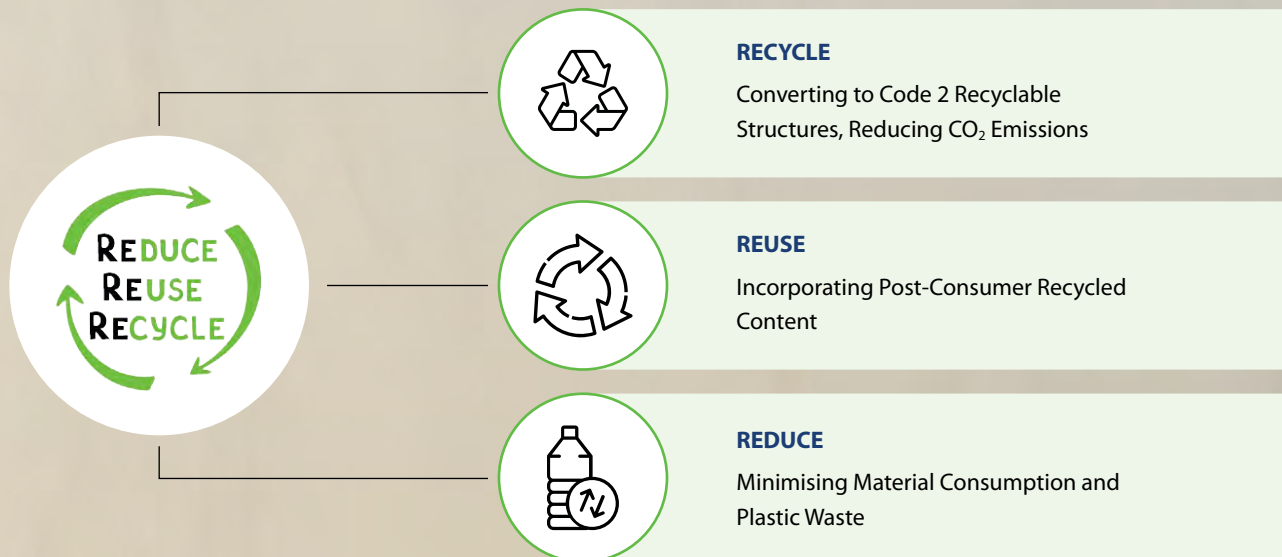 REDUCE
REUSE
RECYCLE
RECYCLE
Converting to Code 2 Recyclable
Structures, Reducing CO₂ Emissions
REUSE
Incorporating Post-Consumer Recycled
Content
REDUCE
Minimising Material Consumption and
Plastic Waste